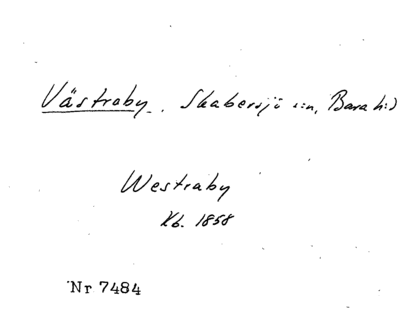 Västraby. Skabersjö s:n, Bara h:d
Westraby
Kb. 1858
Nr 7484